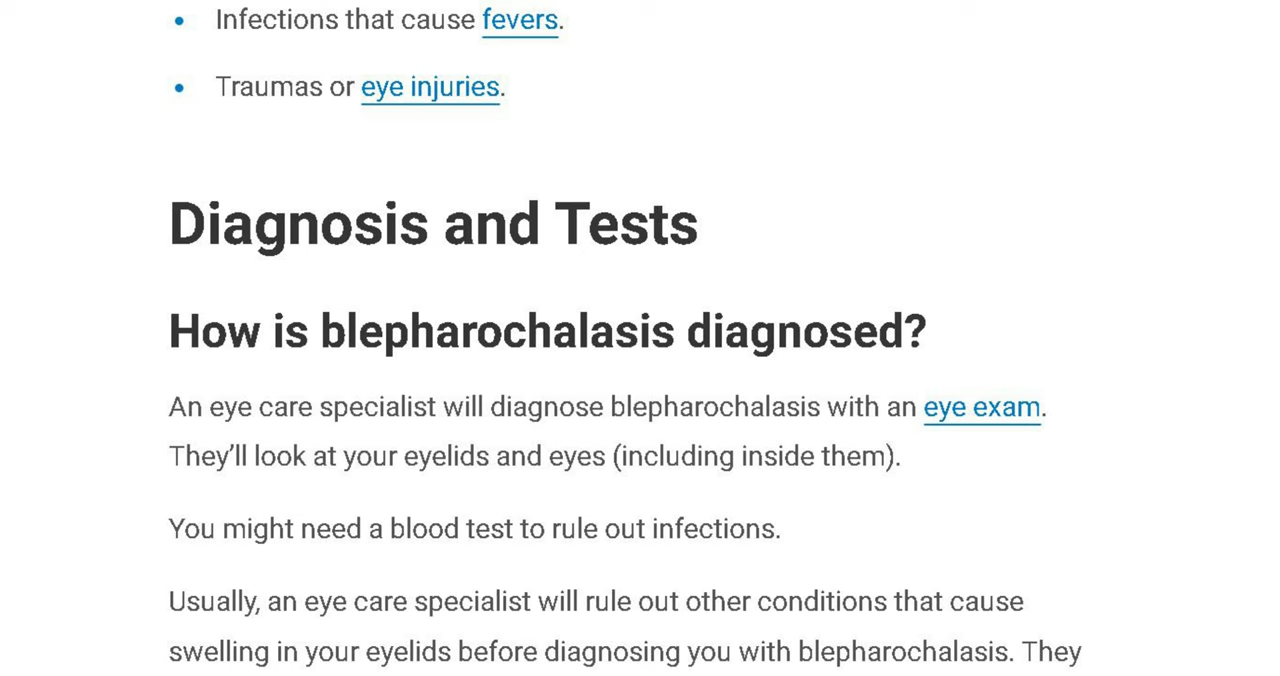 Infections that cause fevers.
Traumas or eye injuries.
Diagnosis and Tests
How is blepharochalasis diagnosed?
An eye care specialist will diagnose blepharochalasis with an eye exam.
They’ll look at your eyelids and eyes (including inside them).
You might need a blood test to rule out infections.
Usually, an eye care specialist will rule out other conditions that cause
swelling in your eyelids before diagnosing you with blepharochalasis. They